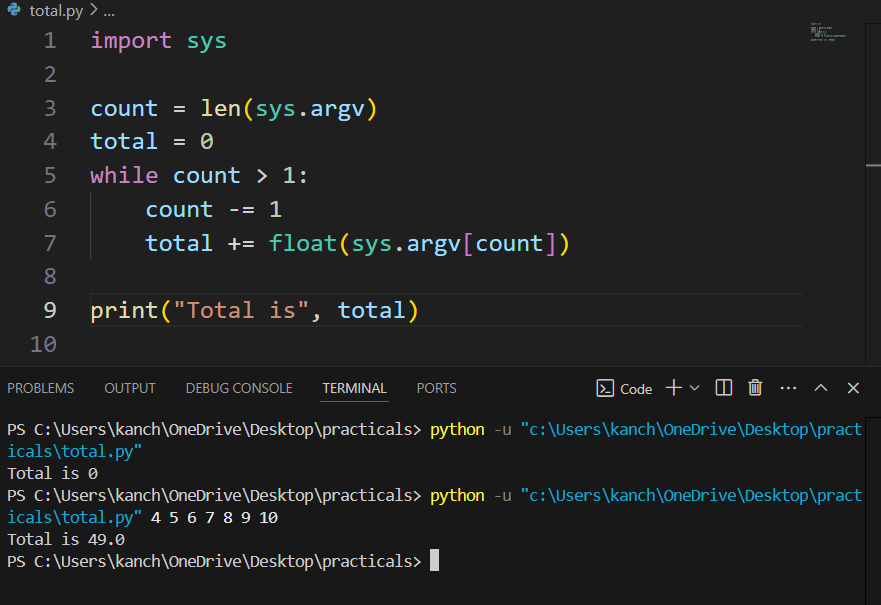 total.py > ...
1 import sys
2
3 count = len(sys.argv)
4 total = 0
5 while count > 1:
6     count -= 1
7     total += float(sys.argv[count])
8
9 print("Total is", total)
10
PROBLEMS OUTPUT DEBUG CONSOLE TERMINAL PORTS Code
PS C:\Users\kanch\OneDrive\Desktop\practicals> python -u "c:\Users\kanch\OneDrive\Desktop\pract
icals\total.py"
Total is 0
PS C:\Users\kanch\OneDrive\Desktop\practicals> python -u "c:\Users\kanch\OneDrive\Desktop\pract
icals\total.py" 4 5 6 7 8 9 10
Total is 49.0
PS C:\Users\kanch\OneDrive\Desktop\practicals>